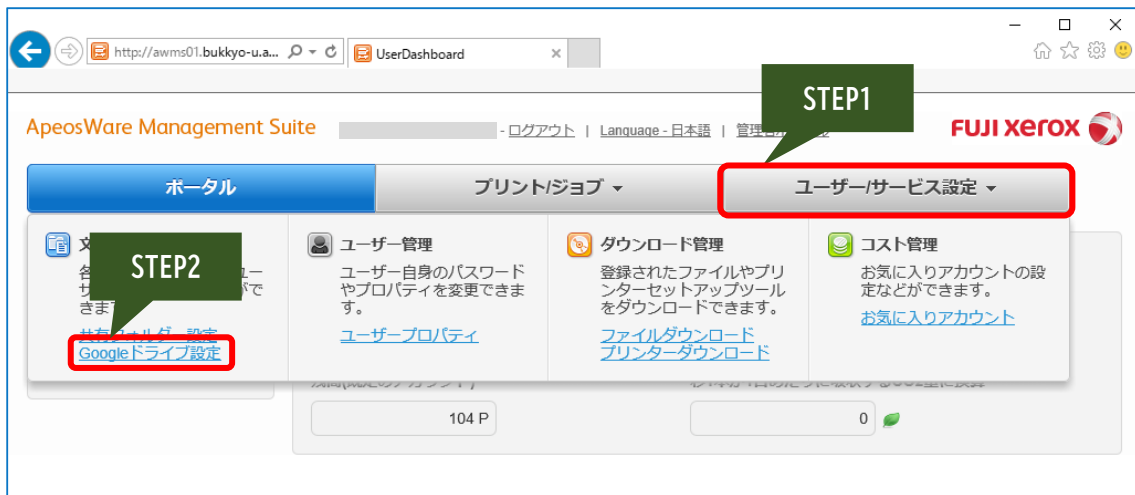 http://awms01.bukkyo-u.a...
UserDashboard
STEP1
ApeosWare Management Suite
- ログアウト | Language - 日本語 |
FUJI xerox
ポータル
プリント/ジョブ
ユーザー/サービス設定
STEP2
ユーザー管理
ユーザー自身のパスワード
やプロパティを変更できま
す。
ユーザープロパティ
ダウンロード管理
登録されたファイルやプリ
ンターセットアップツール
をダウンロードできます。
ファイルダウンロード
プリンターダウンロード
コスト管理
お気に入りアカウントの設
定などができます。
お気に入りアカウント
Googleドライブ設定
104 P
0